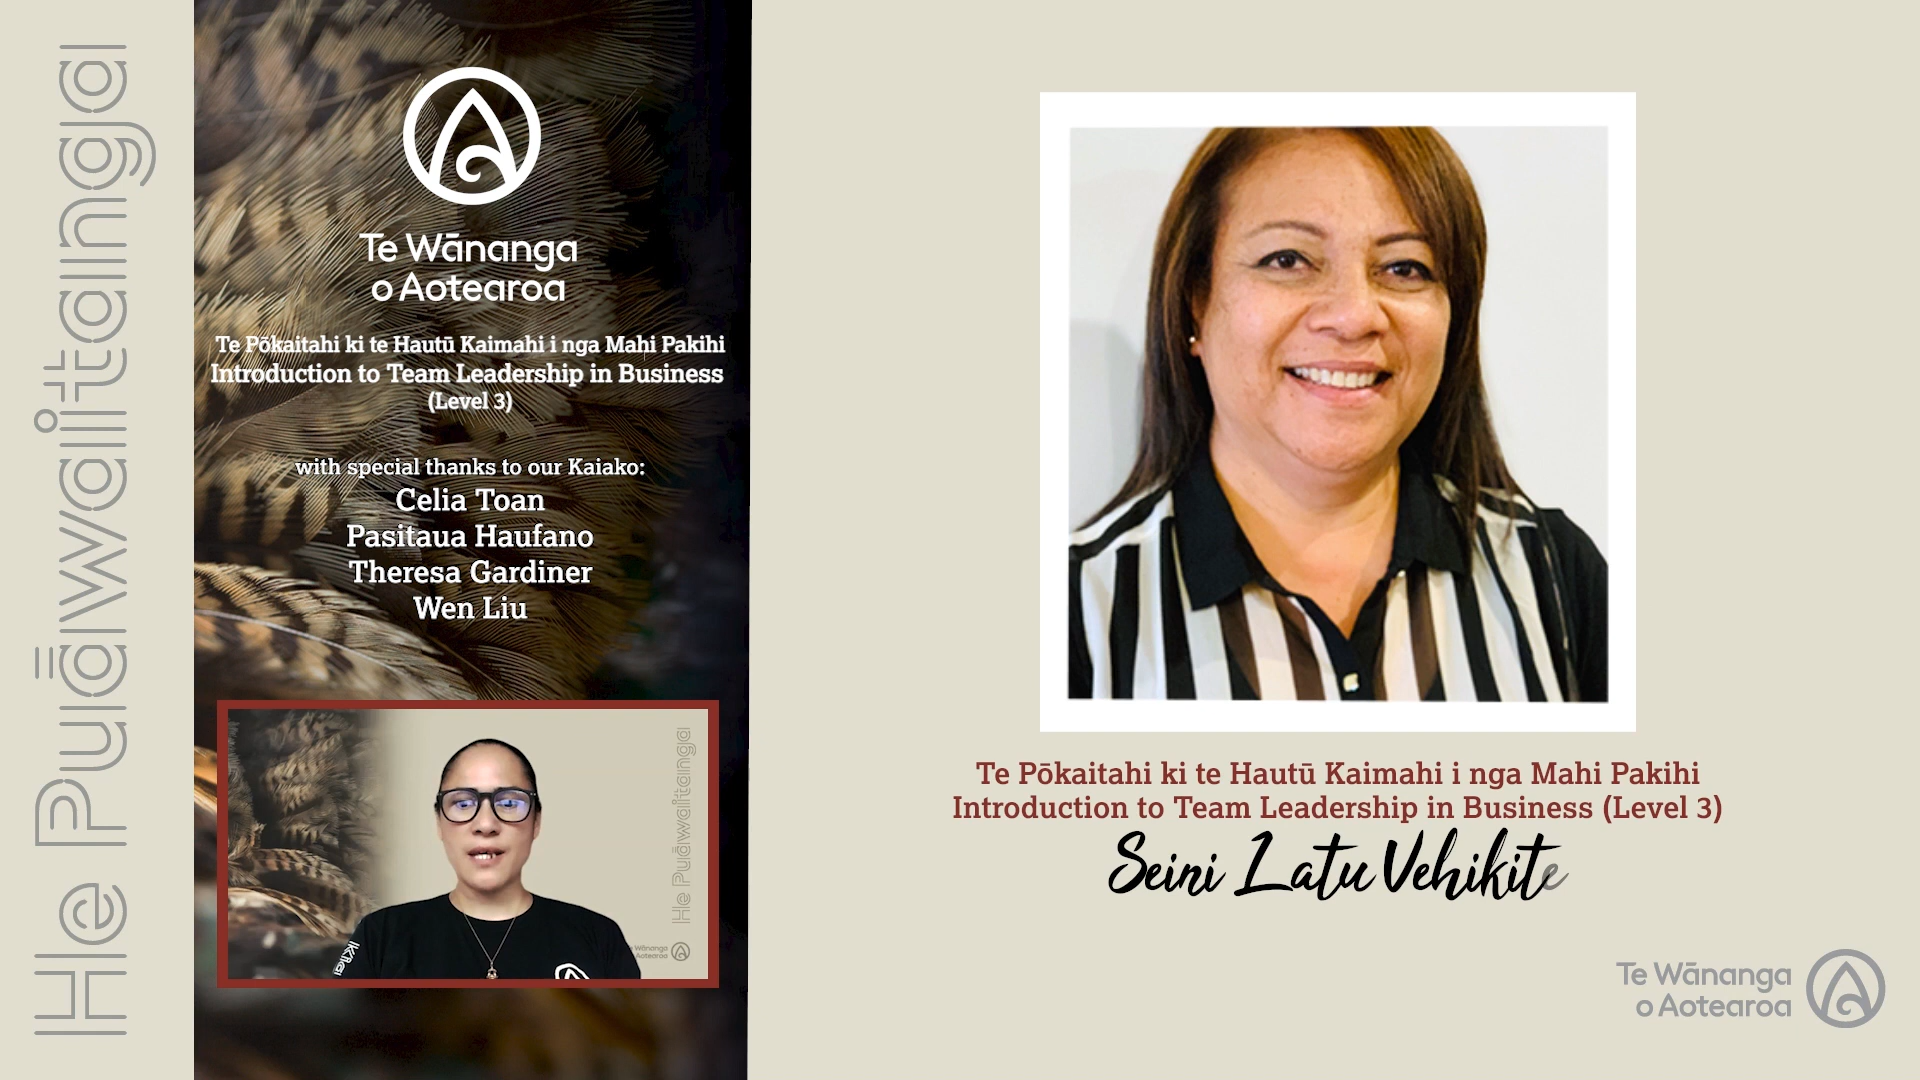 He Puāwaitanga
Te Wānanga
o Aotearoa
Te Pōkaitahi ki te Hautū Kaimahi i nga Mahi Pakihi
Introduction to Team Leadership in Business
(Level 3)
with special thanks to our Kaiako:
Celia Toan
Pasitaua Haufano
Theresa Gardiner
Wen Liu
He Puāwaitanga
Te Wānanga
o Aotearoa
Te Pōkaitahi ki te Hautū Kaimahi i nga Mahi Pakihi
Introduction to Team Leadership in Business (Level 3)
Seini Latu Vehikite
Te Wānanga
o Aotearoa